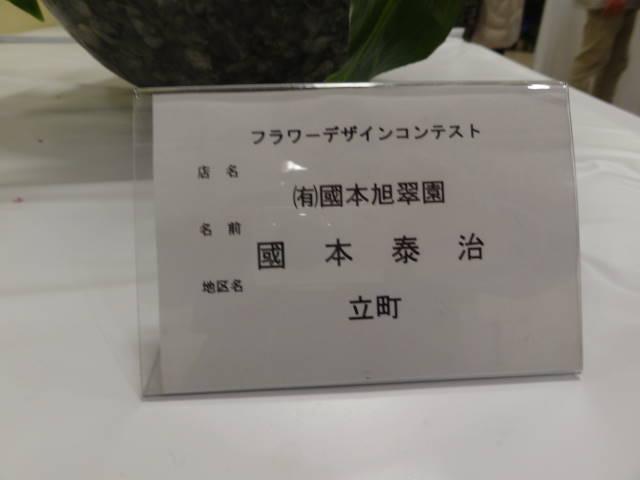 フラワーデザインコンテスト
店名
㈲國本旭翠園
名前
國本泰治
地区名
立町